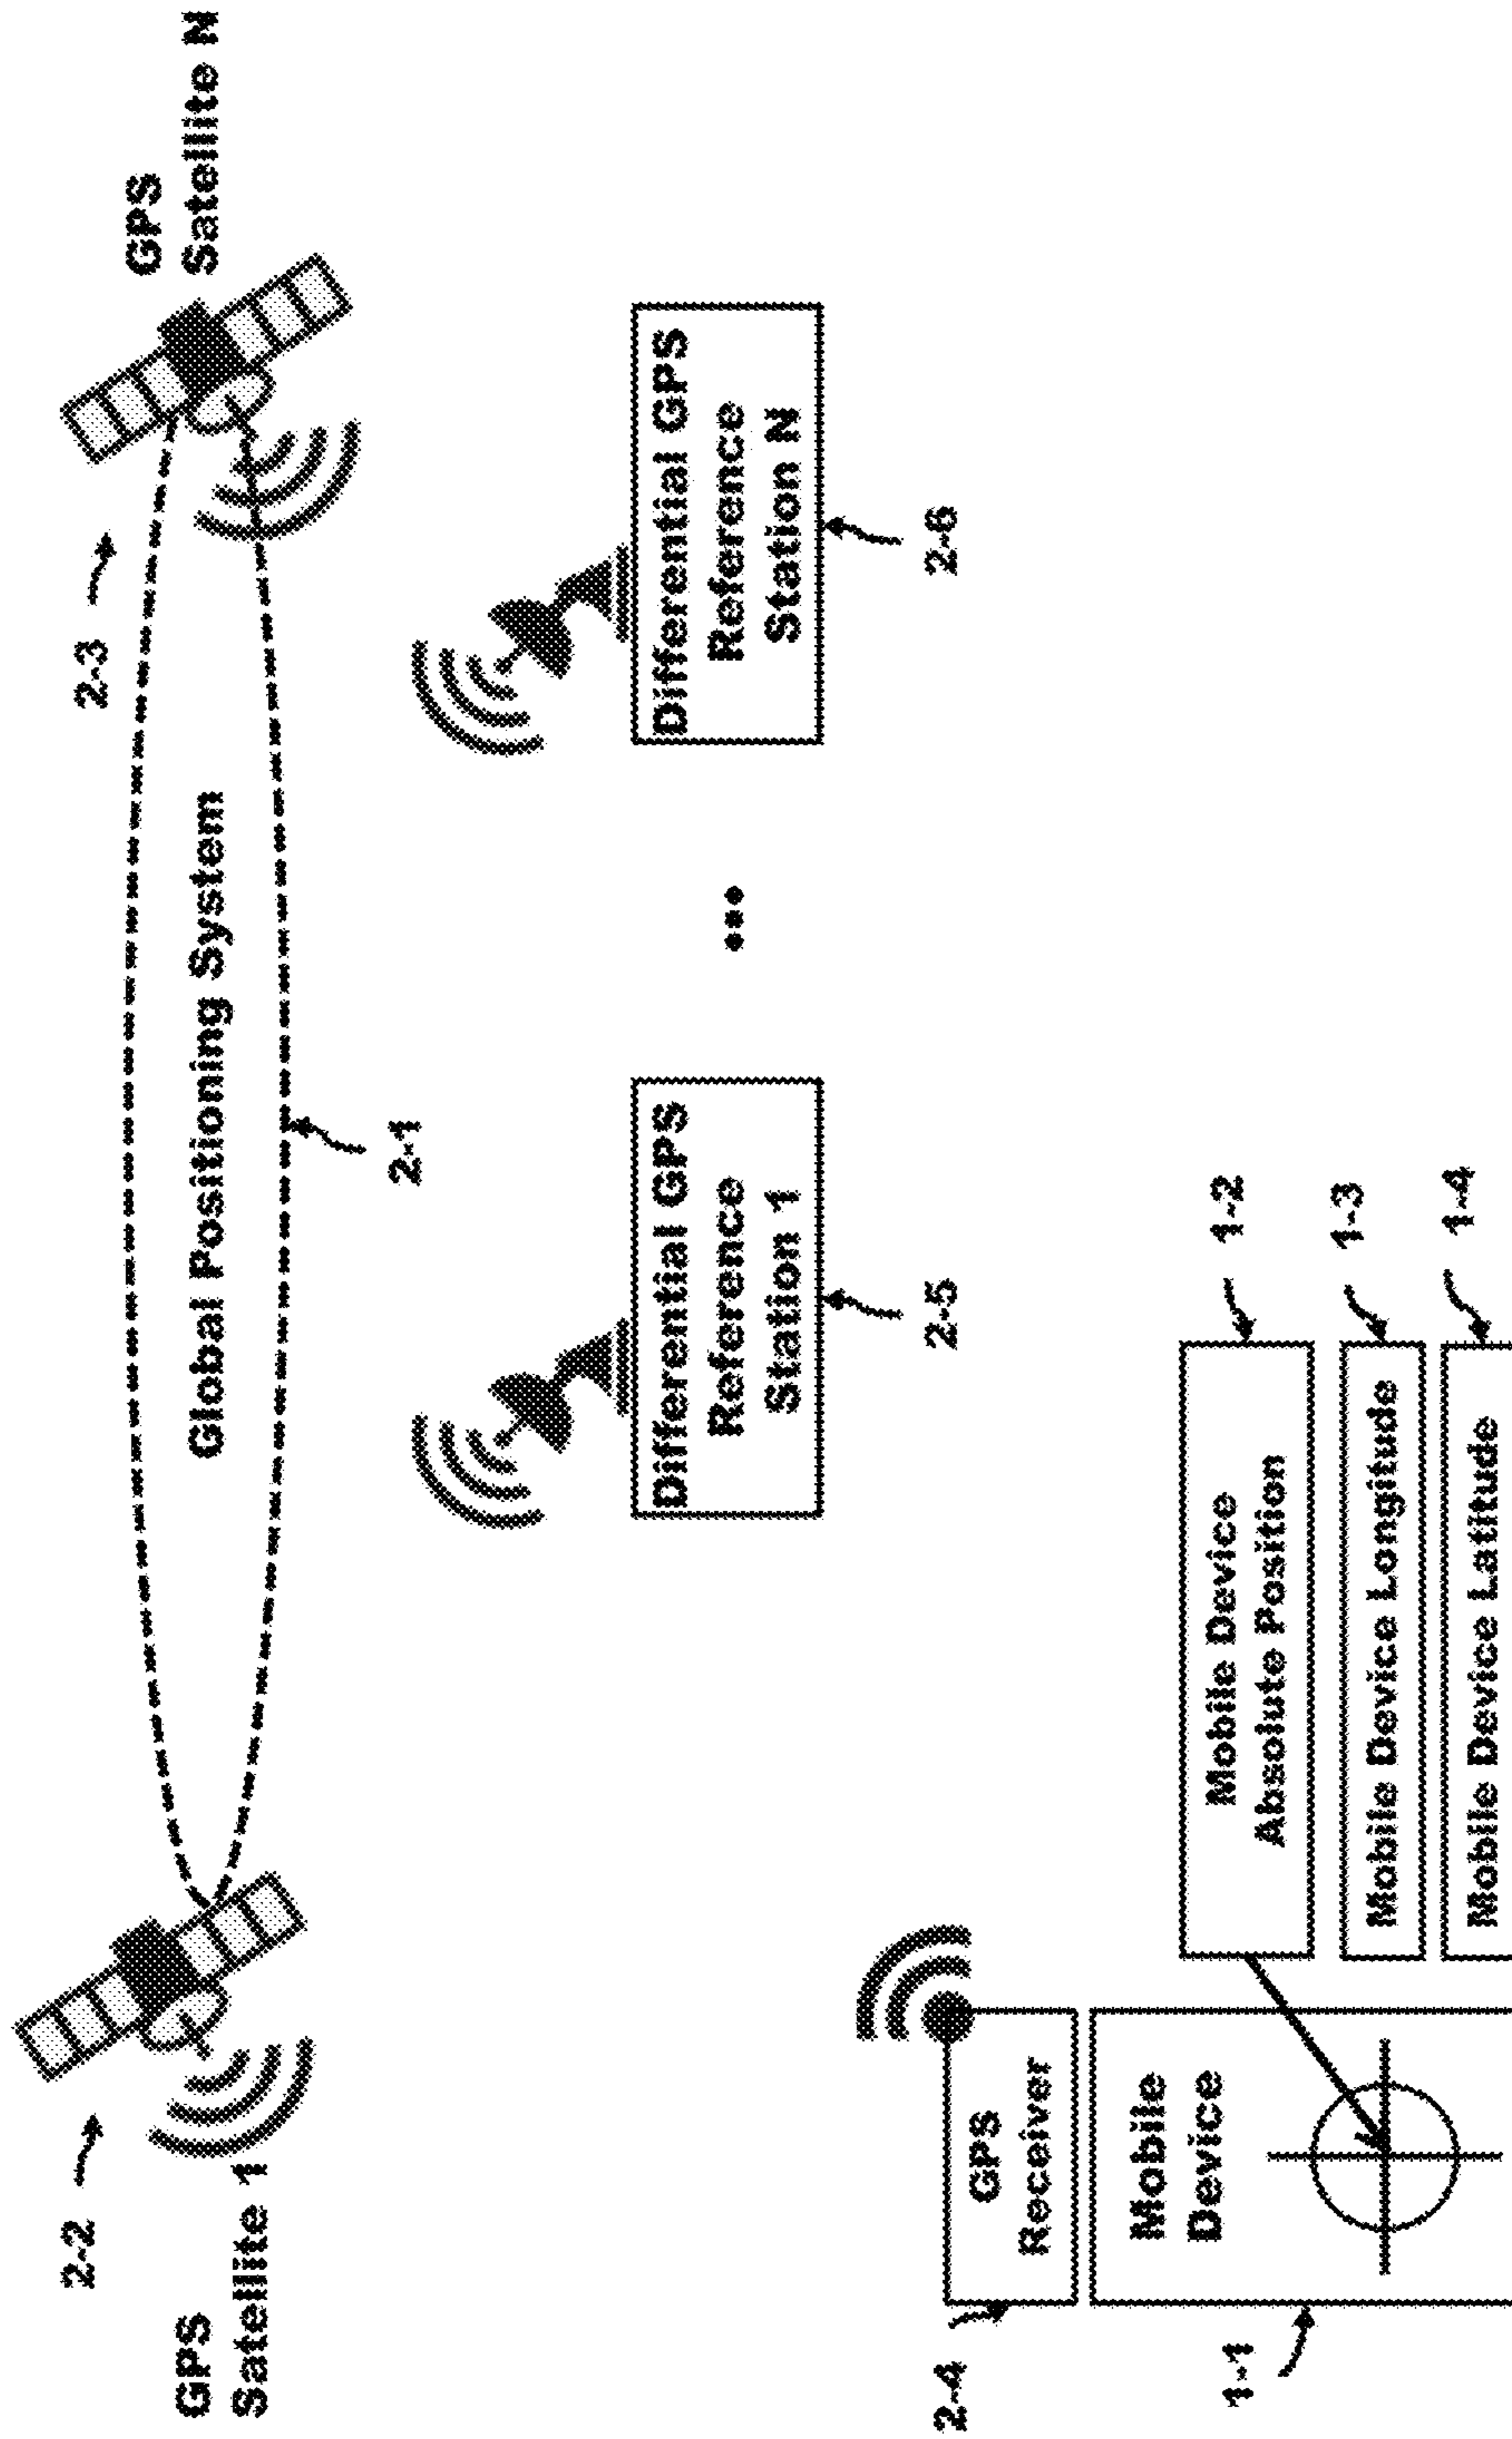 2-2
GPS
Satellite 1
2-3
GPS
Satellite N
Global Positioning System
2-1
Differential GPS
Reference
Station 1
2-5
...
Differential GPS
Reference
Station N
2-6
2-4
GPS
Receiver
1-1
Mobile
Device
Mobile Device
Absolute Position
1-2
Mobile Device Longitude
1-3
Mobile Device Latitude
1-4